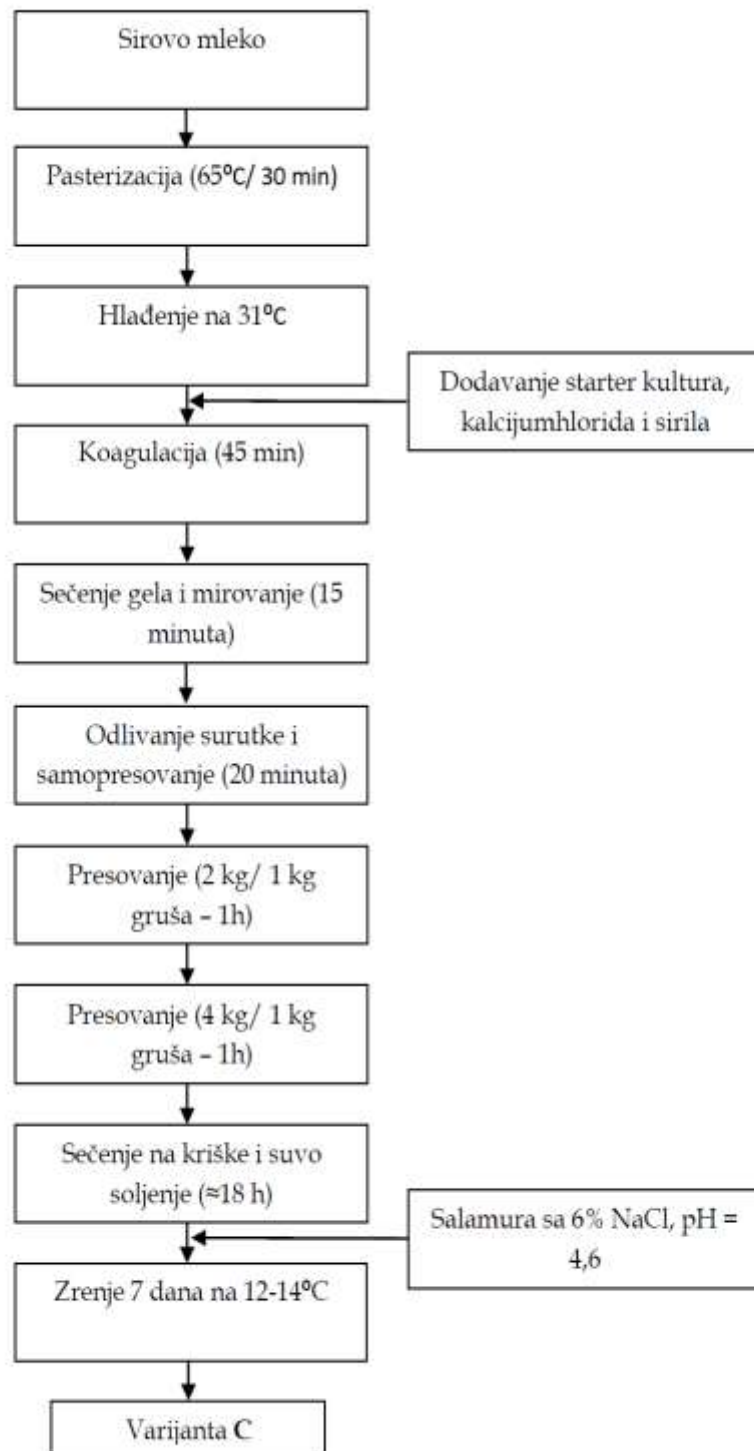 Sirovo mleko
Pasterizacija (65⁰C/ 30 min)
Hlađenje na 31⁰C
Dodavanje starter kultura,
kalcijumhlorida i sirila
Koagulacija (45 min)
Sečenje gela i mirovanje (15
minuta)
Odlivanje surutke i
samopresovanje (20 minuta)
Presovanje (2 kg/ 1 kg
gruša – 1h)
Presovanje (4 kg/ 1 kg
gruša – 1h)
Sečenje na kriške i suvo
soljenje (≈18 h)
Salamura sa 6% NaCl, pH =
4,6
Zrenje 7 dana na 12-14⁰C
Varijanta C